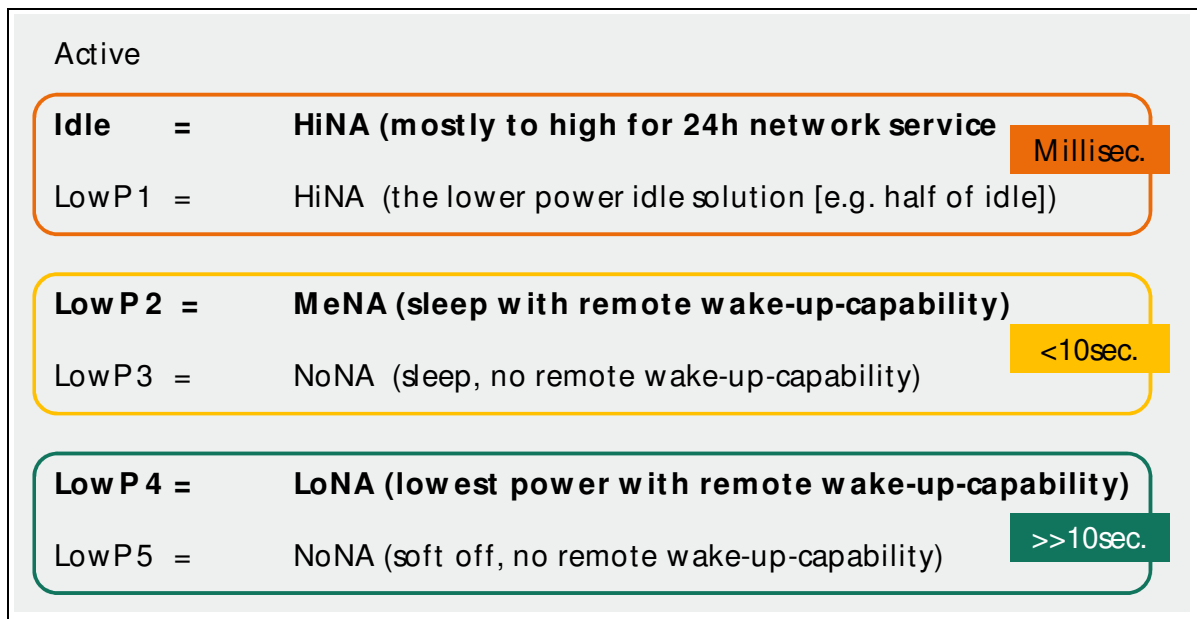 Active
Idle = HiNA (mostly to high for 24h network service
Millisec.
LowP1 = HiNA (the lower power idle solution [e.g. half of idle])
LowP2 = MeNA (sleep with remote wake-up-capability)
<10sec.
LowP3 = NoNA (sleep, no remote wake-up-capability)
LowP4 = LoNA (lowest power with remote wake-up-capability)
>>10sec.
LowP5 = NoNA (soft off, no remote wake-up-capability)